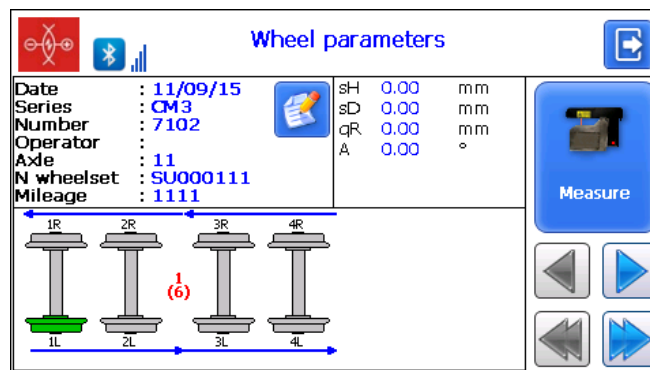 Wheel parameters
Date : 11/09/15
Series : CM3
Number : 7102
Operator :
Axle : 11
N wheelset : SU000111
Mileage : 1111
sH 0.00 mm
sD 0.00 mm
qR 0.00 mm
A 0.00 °
Measure
1R 2R 3R 4R
1
(6)
1L 2L 3L 4L